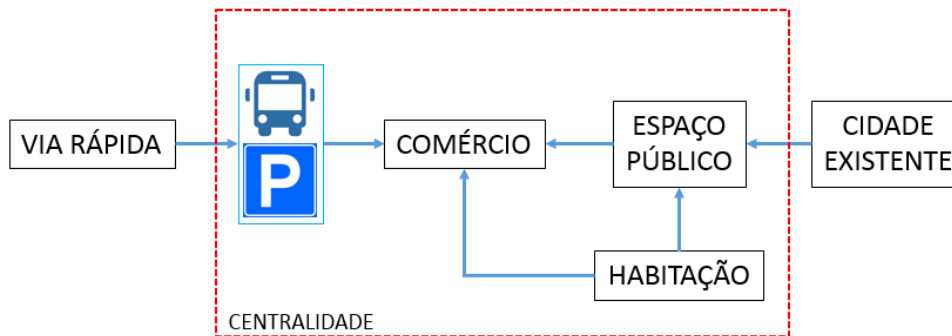 VIA RÁPIDA
P
COMÉRCIO
ESPAÇO
PÚBLICO
CIDADE
EXISTENTE
HABITAÇÃO
CENTRALIDADE